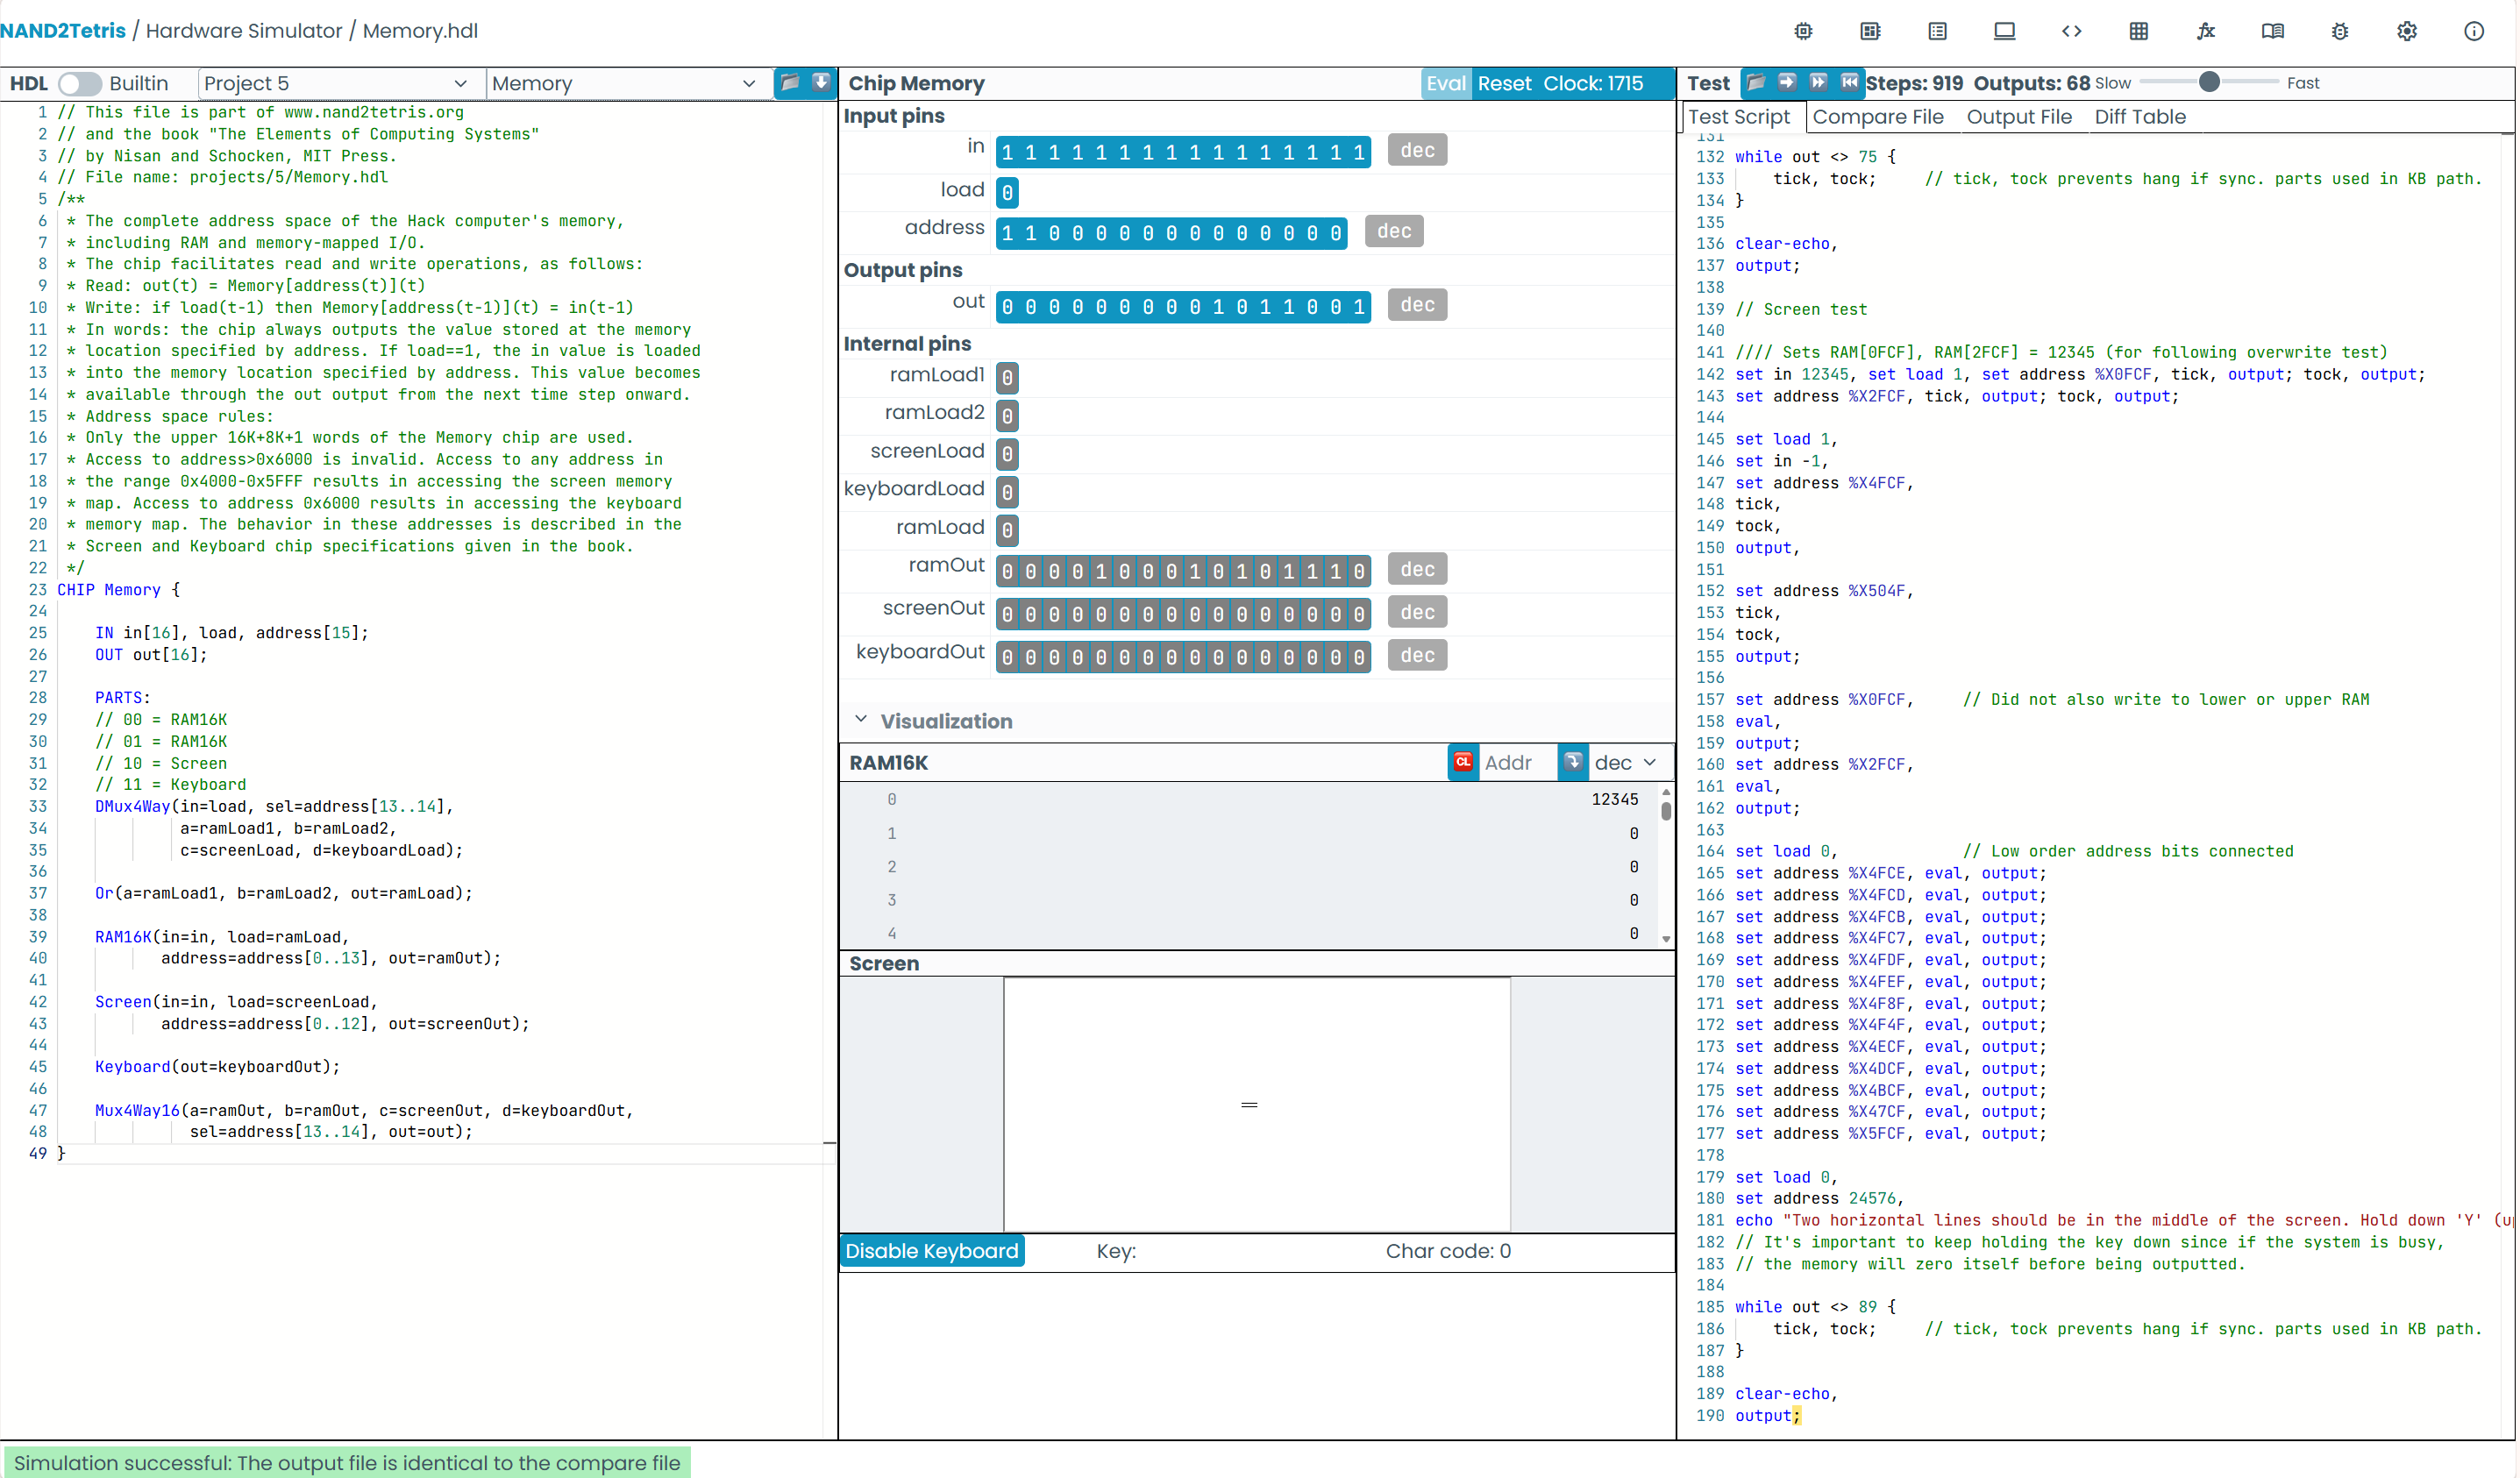 NAND2Tetris / Hardware Simulator / Memory.hdl
HDL Builtin Project 5 Memory
1 // This file is part of www.nand2tetris.org
2 // and the book "The Elements of Computing Systems"
3 // by Nisan and Schocken, MIT Press.
4 // File name: projects/5/Memory.hdl
5 /**
6 * The complete address space of the Hack computer's memory,
7 * including RAM and memory-mapped I/O.
8 * The chip facilitates read and write operations, as follows:
9 * Read: out(t) = Memory[address(t)](t)
10 * Write: if load(t-1) then Memory[address(t-1)](t) = in(t-1)
11 * In words: the chip always outputs the value stored at the memory
12 * location specified by address. If load==1, the in value is loaded
13 * into the memory location specified by address. This value becomes
14 * available through the out output from the next time step onward.
15 * Address space rules:
16 * Only the upper 16K+8K+1 words of the Memory chip are used.
17 * Access to address>0x6000 is invalid. Access to any address in
18 * the range 0x4000-0x5FFF results in accessing the screen memory
19 * map. Access to address 0x6000 results in accessing the keyboard
20 * memory map. The behavior in these addresses is described in the
21 * Screen and Keyboard chip specifications given in the book.
22 */
23 CHIP Memory {
24
25 IN in[16], load, address[15];
26 OUT out[16];
27
28 PARTS:
29 // 00 = RAM16K
30 // 01 = RAM16K
31 // 10 = Screen
32 // 11 = Keyboard
33 DMux4Way(in=load, sel=address[13..14],
34 a=ramLoad1, b=ramLoad2,
35 c=screenLoad, d=keyboardLoad);
36
37 Or(a=ramLoad1, b=ramLoad2, out=ramLoad);
38
39 RAM16K(in=in, load=ramLoad,
40 address=address[0..13], out=ramOut);
41
42 Screen(in=in, load=screenLoad,
43 address=address[0..12], out=screenOut);
44
45 Keyboard(out=keyboardOut);
46
47 Mux4Way16(a=ramOut, b=ramOut, c=screenOut, d=keyboardOut,
48 sel=address[13..14], out=out);
49 }
Chip Memory Eval Reset Clock: 1715
Input pins
in 1 1 1 1 1 1 1 1 1 1 1 1 1 1 1 1 dec
load 0
address 1 1 0 0 0 0 0 0 0 0 0 0 0 0 0 dec
Output pins
out 0 0 0 0 0 0 0 0 0 1 0 1 1 0 0 1 dec
Internal pins
ramLoad1 0
ramLoad2 0
screenLoad 0
keyboardLoad 0
ramLoad 0
ramOut 0 0 0 0 1 0 0 0 1 0 1 0 1 1 1 0 dec
screenOut 0 0 0 0 0 0 0 0 0 0 0 0 0 0 0 0 dec
keyboardOut 0 0 0 0 0 0 0 0 0 0 0 0 0 0 0 0 dec
Visualization
RAM16K CL Addr dec
0 12345
1 0
2 0
3 0
4 0
Screen
Disable Keyboard Key: Char code: 0
Test Steps: 919 Outputs: 68 Slow Fast
Test Script Compare File Output File Diff Table
131
132 while out <> 75 {
133 tick, tock; // tick, tock prevents hang if sync. parts used in KB path.
134 }
135
136 clear-echo,
137 output;
138
139 // Screen test
140
141 //// Sets RAM[0FCF], RAM[2FCF] = 12345 (for following overwrite test)
142 set in 12345, set load 1, set address %X0FCF, tick, output; tock, output;
143 set address %X2FCF, tick, output; tock, output;
144
145 set load 1,
146 set in -1,
147 set address %X4FCF,
148 tick,
149 tock,
150 output,
151
152 set address %X504F,
153 tick,
154 tock,
155 output;
156
157 set address %X0FCF, // Did not also write to lower or upper RAM
158 eval,
159 output;
160 set address %X2FCF,
161 eval,
162 output;
163
164 set load 0, // Low order address bits connected
165 set address %X4FCE, eval, output;
166 set address %X4FCD, eval, output;
167 set address %X4FCB, eval, output;
168 set address %X4FC7, eval, output;
169 set address %X4FDF, eval, output;
170 set address %X4FEF, eval, output;
171 set address %X4F8F, eval, output;
172 set address %X4F4F, eval, output;
173 set address %X4ECF, eval, output;
174 set address %X4DCF, eval, output;
175 set address %X4BCF, eval, output;
176 set address %X47CF, eval, output;
177 set address %X5FCF, eval, output;
178
179 set load 0,
180 set address 24576,
181 echo "Two horizontal lines should be in the middle of the screen. Hold down 'Y' (u
182 // It's important to keep holding the key down since if the system is busy,
183 // the memory will zero itself before being outputted.
184
185 while out <> 89 {
186 tick, tock; // tick, tock prevents hang if sync. parts used in KB path.
187 }
188
189 clear-echo,
190 output;
Simulation successful: The output file is identical to the compare file